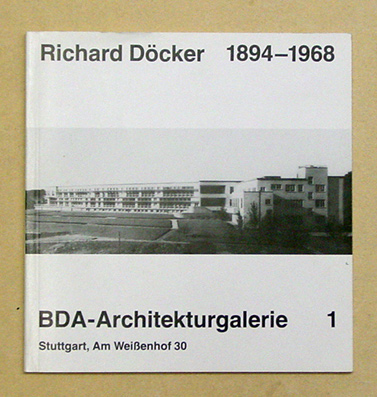 Richard Döcker 1894–1968
BDA-Architekturgalerie 1
Stuttgart, Am Weißenhof 30